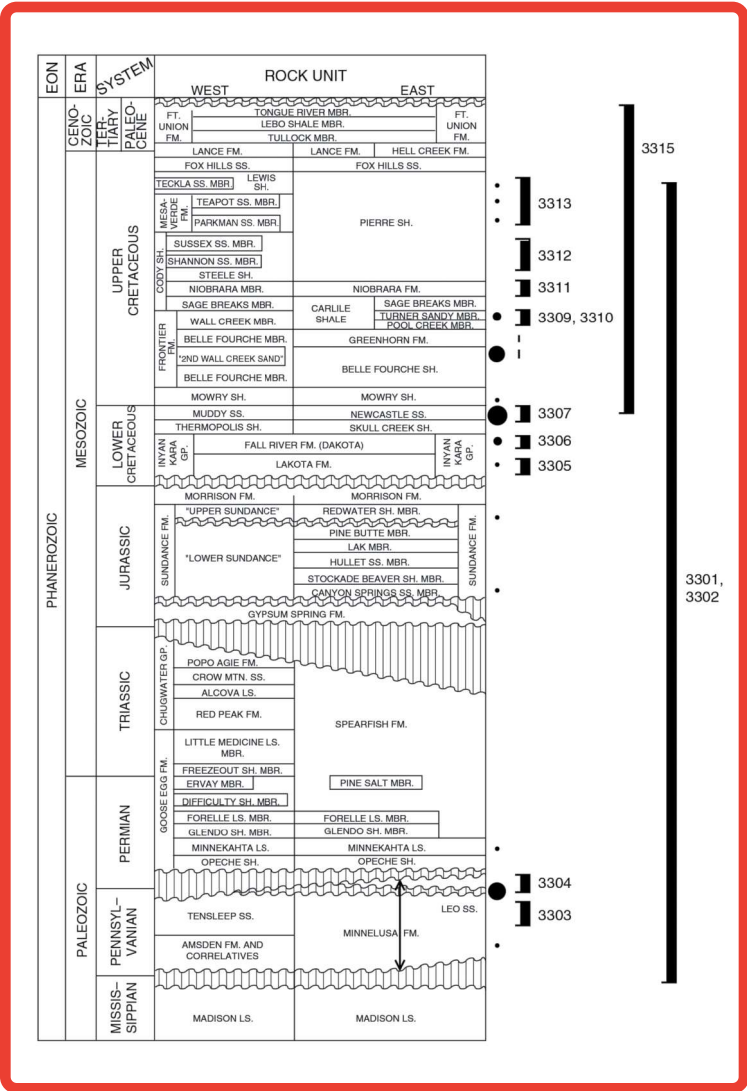 EON
ERA
SYSTEM
ROCK UNIT
WEST
EAST
PHANEROZOIC
CENO-
ZOIC
TER-
TIARY
PALEO-
CENE
FT.
UNION
FM.
TONGUE RIVER MBR.
LEBO SHALE MBR.
TULLOCK MBR.
FT.
UNION
FM.
LANCE FM.
LANCE FM.
HELL CREEK FM.
MESOZOIC
UPPER
CRETACEOUS
FOX HILLS SS.
FOX HILLS SS.
TECKLA SS. MBR.
LEWIS
SH.
MESA-
VERDE
FM.
TEAPOT SS. MBR.
PARKMAN SS. MBR.
PIERRE SH.
CODY SH.
SUSSEX SS. MBR.
SHANNON SS. MBR.
STEELE SH.
NIOBRARA MBR.
NIOBRARA FM.
SAGE BREAKS MBR.
CARLILE
SHALE
SAGE BREAKS MBR.
TURNER SANDY MBR.
POOL CREEK MBR.
FRONTIER
FM.
WALL CREEK MBR.
BELLE FOURCHE MBR.
GREENHORN FM.
"2ND WALL CREEK SAND"
BELLE FOURCHE MBR.
BELLE FOURCHE SH.
MOWRY SH.
MOWRY SH.
LOWER
CRETACEOUS
MUDDY SS.
NEWCASTLE SS.
THERMOPOLIS SH.
SKULL CREEK SH.
INYAN
KARA
GP.
FALL RIVER FM. (DAKOTA)
LAKOTA FM.
INYAN
KARA
GP.
JURASSIC
MORRISON FM.
MORRISON FM.
SUNDANCE FM.
"UPPER SUNDANCE"
REDWATER SH. MBR.
"LOWER SUNDANCE"
PINE BUTTE MBR.
LAK MBR.
HULLET SS. MBR.
STOCKADE BEAVER SH. MBR.
CANYON SPRINGS SS. MBR.
SUNDANCE FM.
GYPSUM SPRING FM.
TRIASSIC
CHUGWATER GP.
POPO AGIE FM.
CROW MTN. SS.
ALCOVA LS.
RED PEAK FM.
SPEARFISH FM.
GOOSE EGG FM.
LITTLE MEDICINE LS.
MBR.
FREEZEOUT SH. MBR.
PALEOZOIC
PERMIAN
ERVAY MBR.
PINE SALT MBR.
DIFFICULTY SH. MBR.
FORELLE LS. MBR.
FORELLE LS. MBR.
GLENDO SH. MBR.
GLENDO SH. MBR.
MINNEKAHTA LS.
MINNEKAHTA LS.
OPECHE SH.
OPECHE SH.
PENNSYL-
VANIAN
TENSLEEP SS.
LEO SS.
MINNELUSA FM.
AMSDEN FM. AND
CORRELATIVES
MISSIS-
SIPPIAN
MADISON LS.
MADISON LS.
3315
3313
3312
3311
3309, 3310
3307
3306
3305
3301,
3302
3304
3303